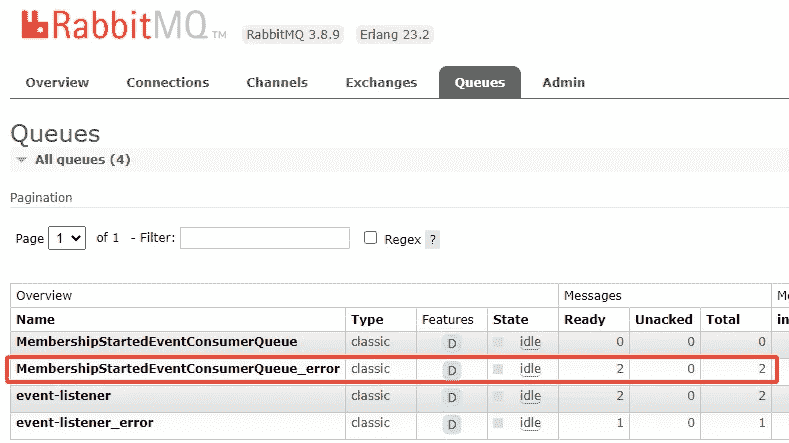 RabbitMQ TM RabbitMQ 3.8.9 Erlang 23.2
Overview Connections Channels Exchanges Queues Admin
Queues
All queues (4)
Pagination
Page 1 of 1 - Filter: Regex ?
Overview Messages Me
Name Type Features State Ready Unacked Total in
MembershipStartedEventConsumerQueue classic D idle 0 0 0
MembershipStartedEventConsumerQueue_error classic D idle 2 0 2
event-listener classic D idle 2 0 2
event-listener_error classic D idle 1 0 1